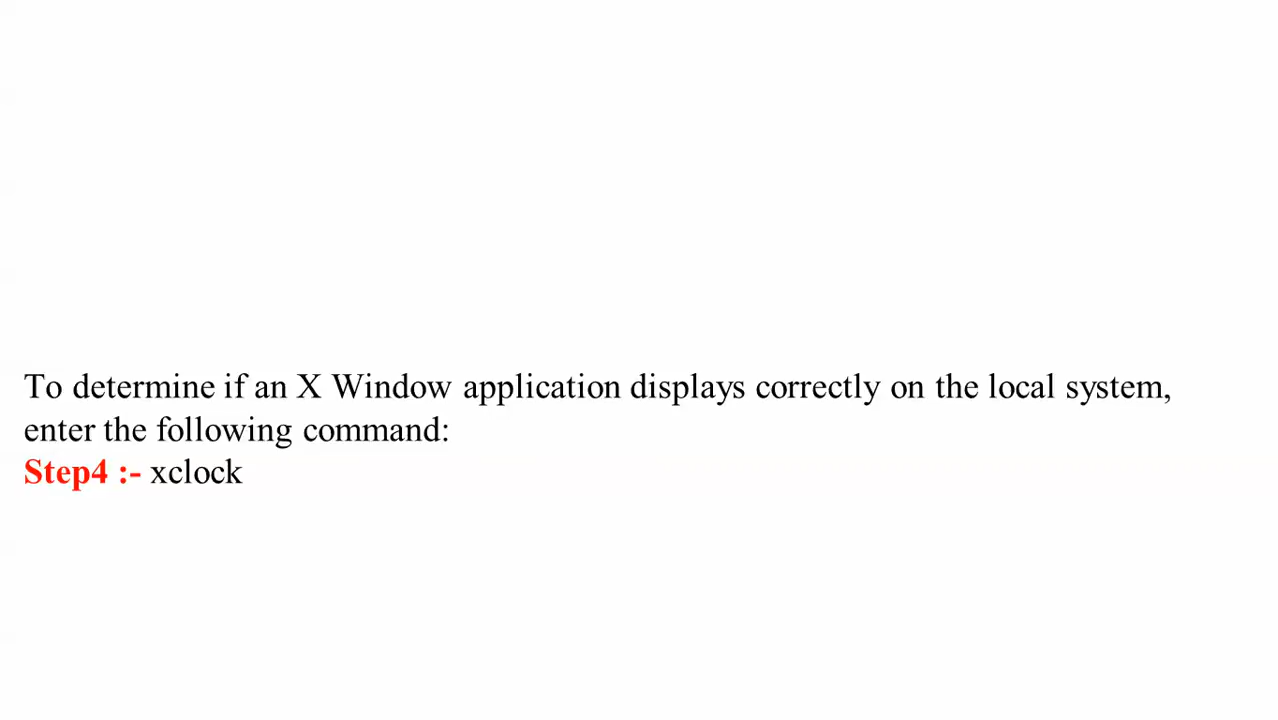 To determine if an X Window application displays correctly on the local system,
enter the following command:
Step4 :- xclock